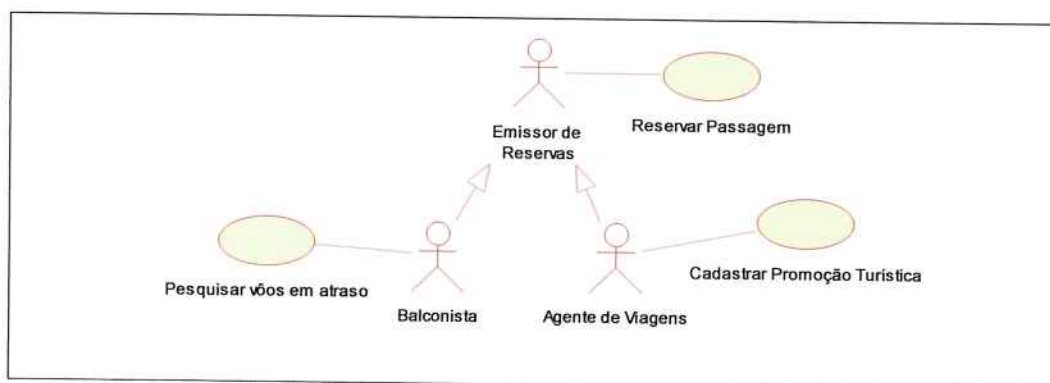 Emissor de
Reservas
Reservar Passagem
Pesquisar vôos em atraso
Balconista
Agente de Viagens
Cadastrar Promoção Turística